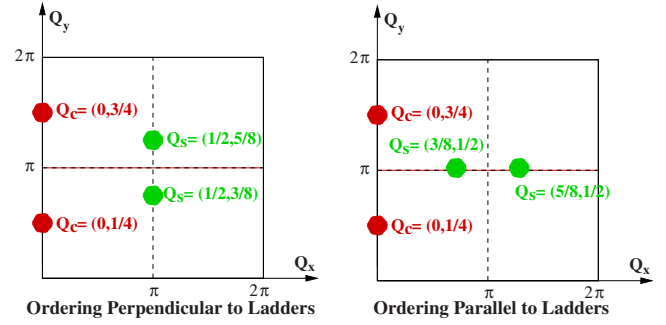 Q_y
2π
Q_c= (0,3/4)
Q_s= (1/2,5/8)
π
Q_s= (1/2,3/8)
Q_c= (0,1/4)
Q_x
π
2π
Ordering Perpendicular to Ladders
Q_y
2π
Q_c= (0,3/4)
Q_s= (3/8,1/2)
π
Q_s= (5/8,1/2)
Q_c= (0,1/4)
Q_x
π
2π
Ordering Parallel to Ladders